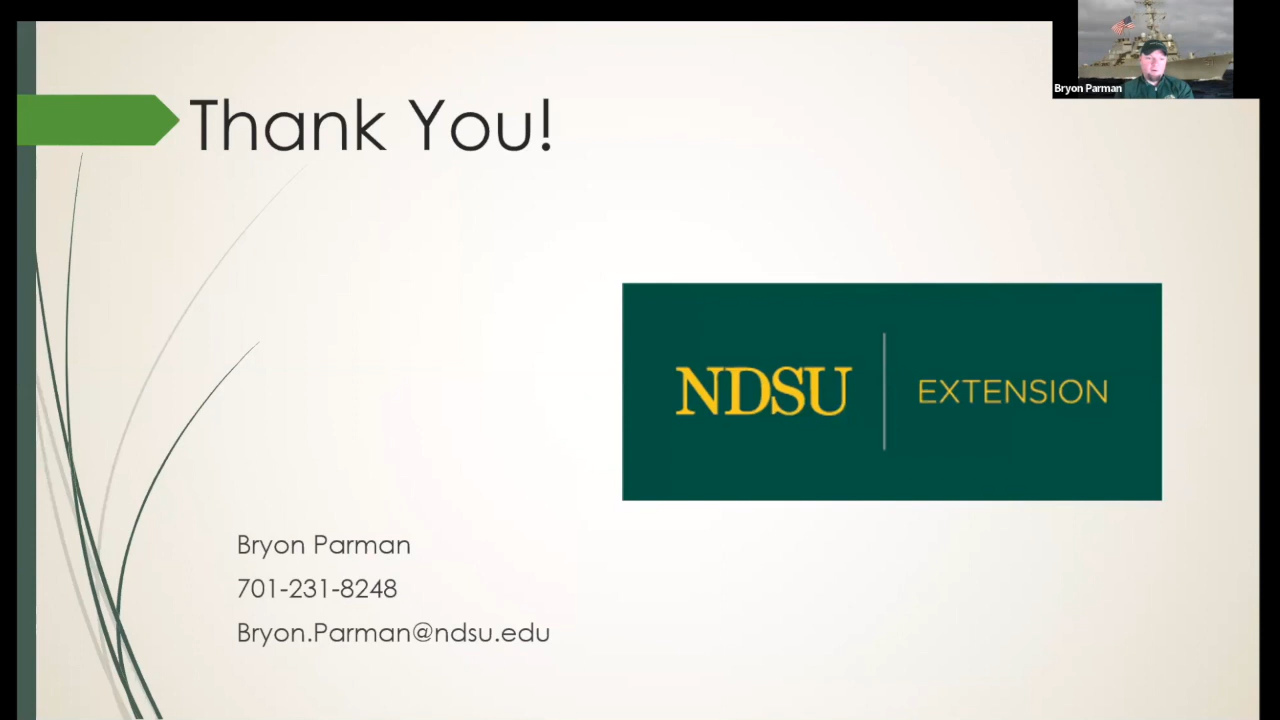 Bryon Parman
Thank You!
NDSU
EXTENSION
Bryon Parman
701-231-8248
Bryon.Parman@ndsu.edu